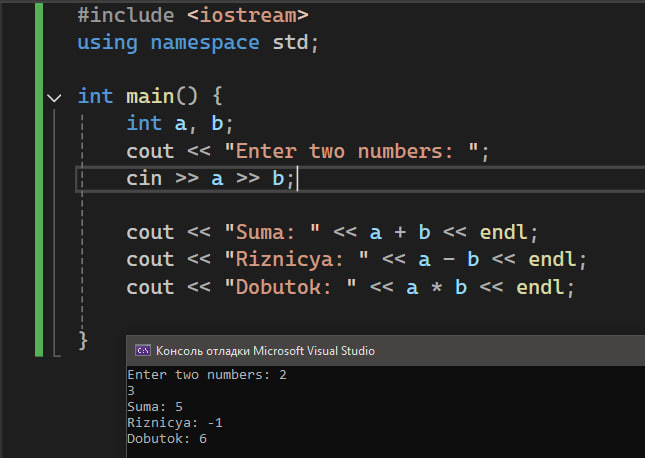 #include <iostream>
using namespace std;
int main() {
int a, b;
cout << "Enter two numbers: ";
cin >> a >> b;
cout << "Suma: " << a + b << endl;
cout << "Riznicya: " << a - b << endl;
cout << "Dobutok: " << a * b << endl;
}
Консоль отладки Microsoft Visual Studio
Enter two numbers: 2
3
Suma: 5
Riznicya: -1
Dobutok: 6